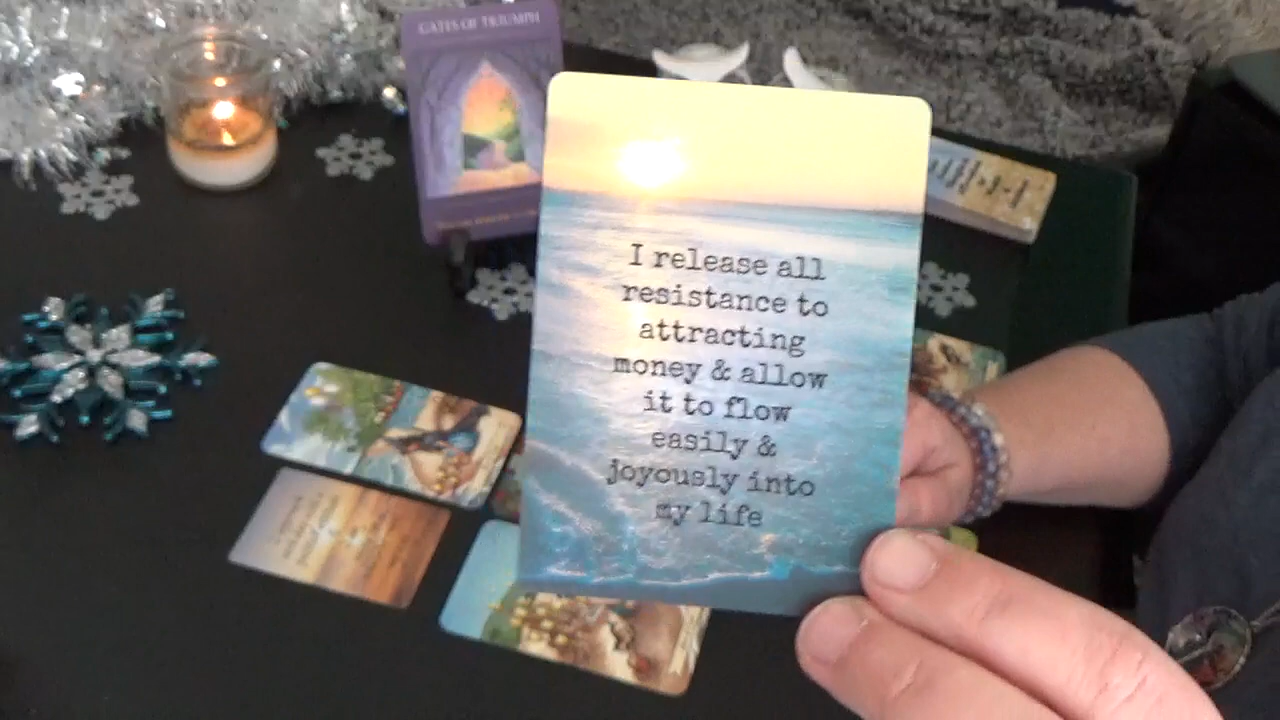 GATES OF TRIUMPH
I release all
resistance to
attracting
money & allow
it to flow
easily &
joyously into
my life